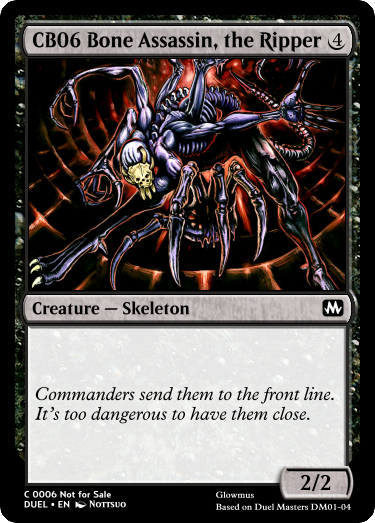 CB06 Bone Assassin, the Ripper 4
Creature — Skeleton
Commanders send them to the front line.
It's too dangerous to have them close.
2/2
C 0006 Not for Sale
DUEL • EN Nottsuo
Glowmus
Based on Duel Masters DM01-04